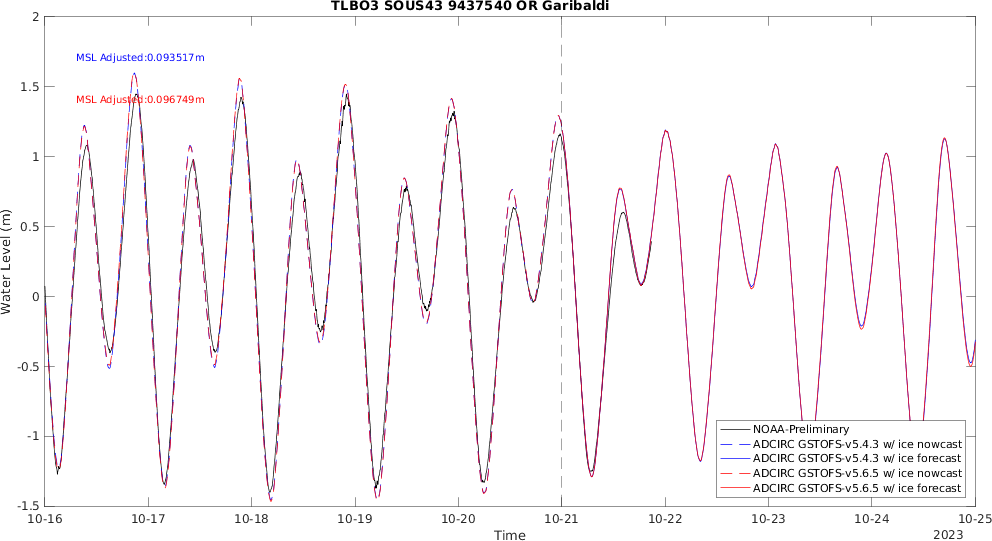 TLBO3 SOUS43 9437540 OR Garibaldi
MSL Adjusted:0.093517m
MSL Adjusted:0.096749m
Water Level (m)
2
1.5
1
0.5
0
-0.5
-1
-1.5
10-16 10-17 10-18 10-19 10-20 10-21 10-22 10-23 10-24 10-25
Time
2023
NOAA-Preliminary
ADCIRC GSTOFS-v5.4.3 w/ ice nowcast
ADCIRC GSTOFS-v5.4.3 w/ ice forecast
ADCIRC GSTOFS-v5.6.5 w/ ice nowcast
ADCIRC GSTOFS-v5.6.5 w/ ice forecast